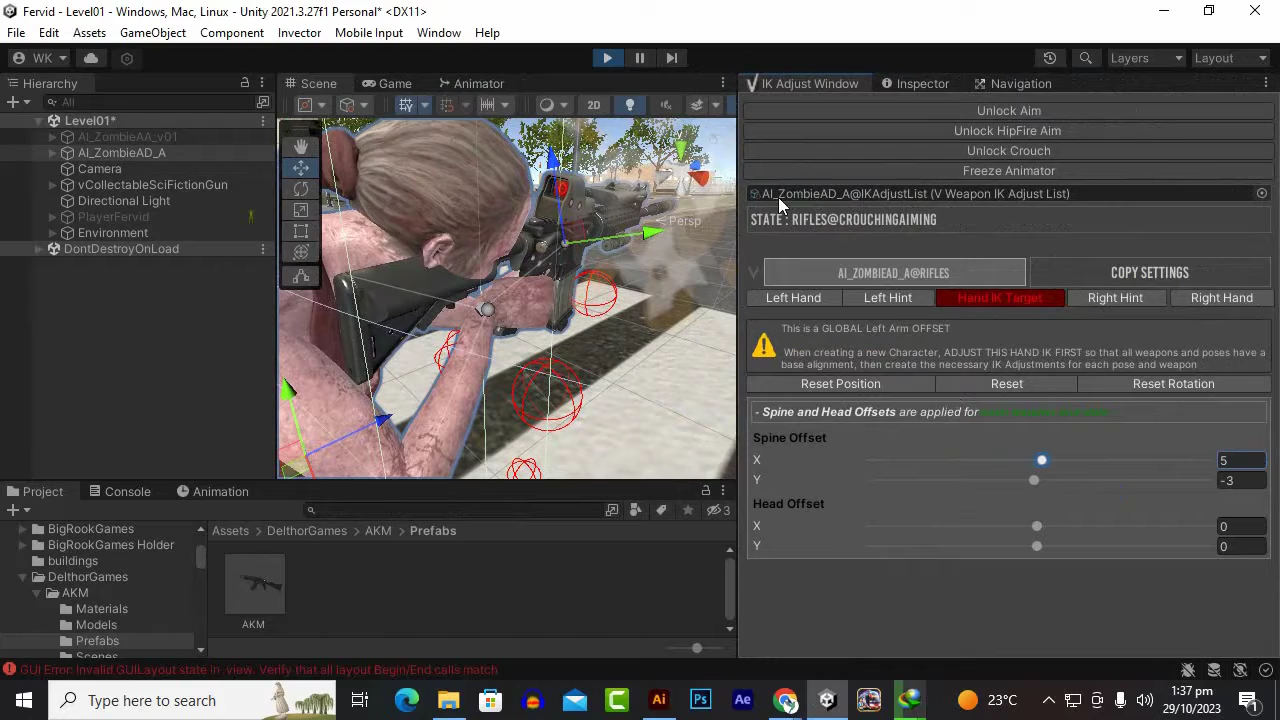 Fervid - Level01 - Windows, Mac, Linux - Unity 2021.3.27f1 Personal* <DX11>
File Edit Assets GameObject Component Invector Mobile Input Window Help
WK Layers Layout
Hierarchy Scene Game Animator IK Adjust Window Inspector Navigation
All 2D
Unlock Aim
Unlock HipFire Aim
Unlock Crouch
Freeze Animator
Level01*
AI_ZombieAA_v01
AI_ZombieAD_A
Camera
vCollectableSciFictionGun
Directional Light
PlayerFervid
Environment
DontDestroyOnLoad
Persp
AI_ZombieAD_A@IKAdjustList (V Weapon IK Adjust List)
STATE : RIFLES@CROUCHINGAIMING
AI_ZOMBIEAD_A@RIFLES COPY SETTINGS
Left Hand Left Hint Hand IK Target Right Hint Right Hand
This is a GLOBAL Left Arm OFFSET
When creating a new Character, ADJUST THIS HAND IK FIRST so that all weapons and poses have a
base alignment, then create the necessary IK Adjustments for each pose and weapon
Reset Position Reset Reset Rotation
- Spine and Head Offsets are applied for
Spine Offset
X 5
Y -3
Head Offset
X 0
Y 0
Project Console Animation
3
BigRookGames
BigRookGames Holder
buildings
DelthorGames
AKM
Materials
Models
Prefabs
Scenes
Assets DelthorGames AKM Prefabs
AKM
GUI Error: Invalid GUILayout state in view. Verify that all layout Begin/End calls match
Type here to search
Ai Ps Ae
23°C
29/10/2023
1